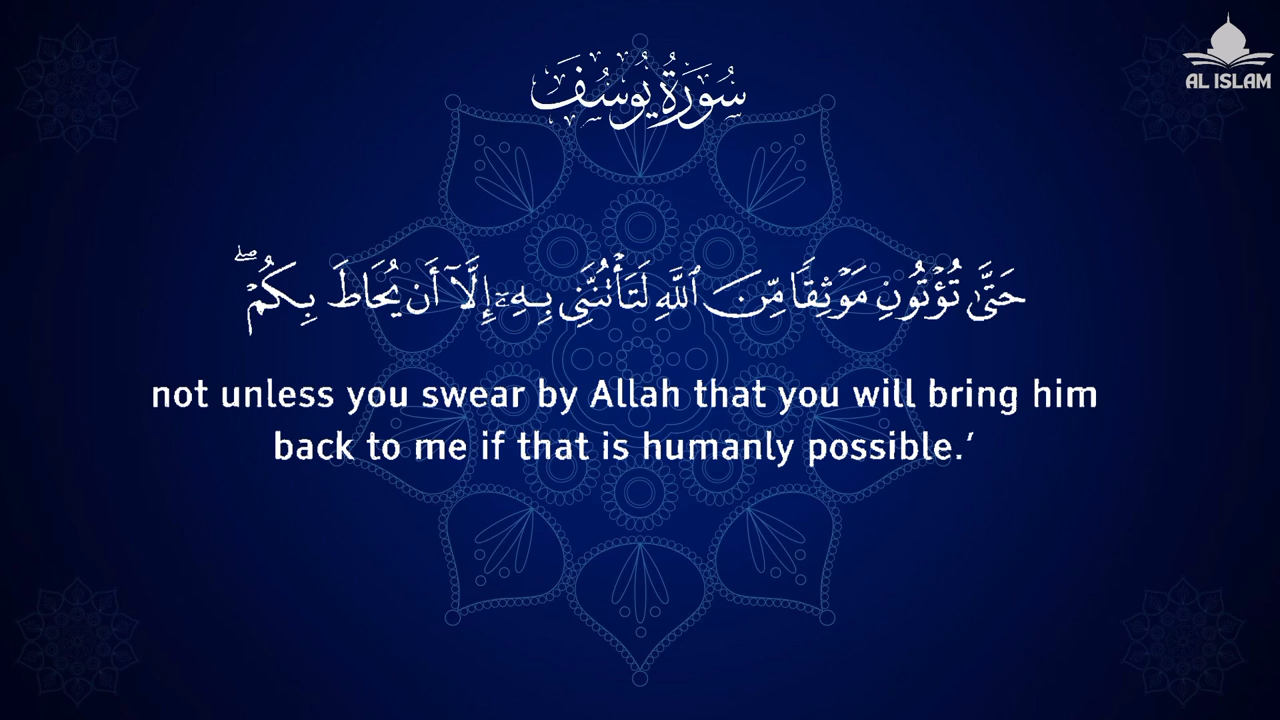 سُورَةُ يُوسُفَ
AL ISLAM
حَتَّىٰ تُؤْتُونِ مَوْثِقًا مِّنَ ٱللَّهِ لَتَأْتُنَّنِى بِهِۦٓ إِلَّآ أَن يُحَاطَ بِكُمْ ۖ
not unless you swear by Allah that you will bring him
back to me if that is humanly possible.’